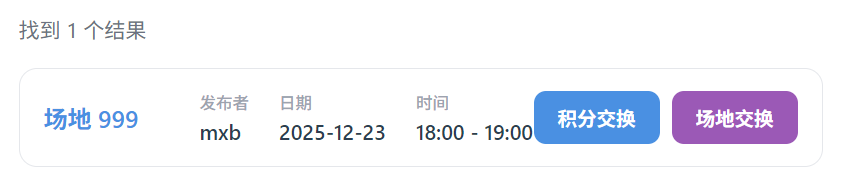 找到 1 个结果
场地 999
发布者
mxb
日期
2025-12-23
时间
18:00 - 19:00
积分交换
场地交换